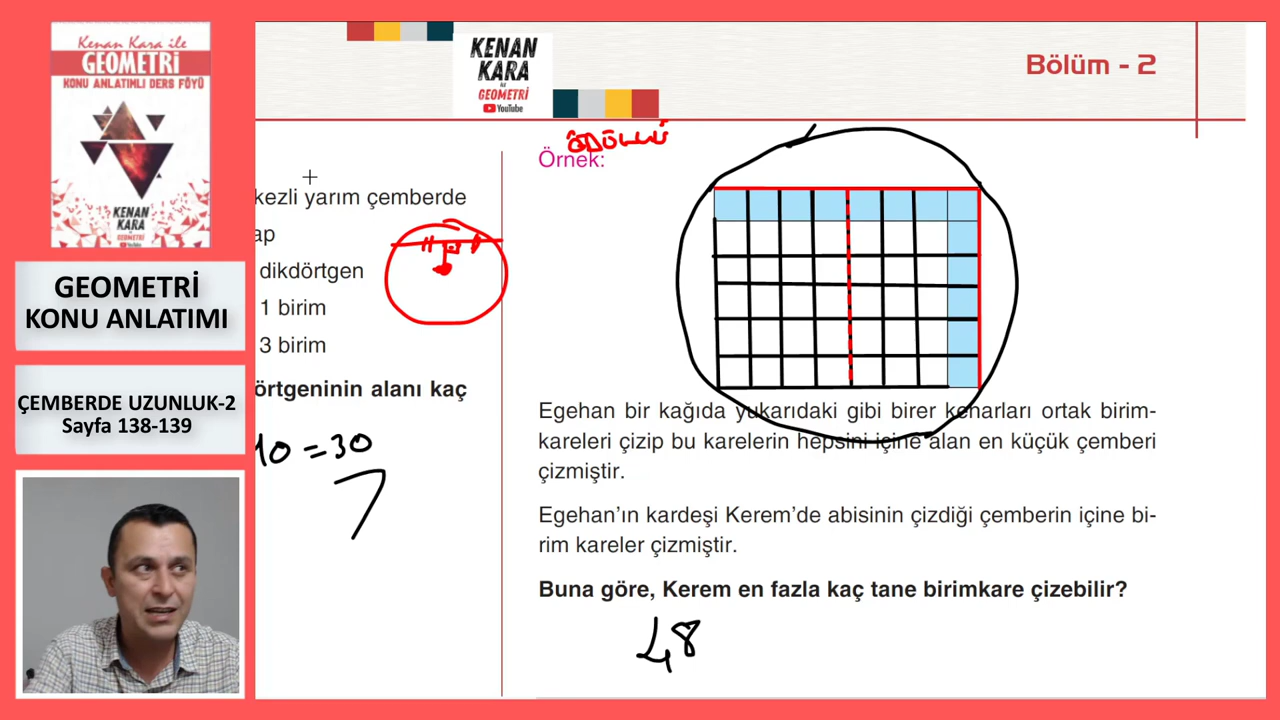 Kenan Kara ile
GEOMETRİ
KONU ANLATIMLI DERS FÖYÜ
KENAN
KARA
ile
GEOMETRİ
YouTube
GEOMETRİ
KONU ANLATIMI
ÇEMBERDE UZUNLUK-2
Sayfa 138-139
KENAN
KARA
ile
GEOMETRİ
YouTube
Bölüm - 2
kezli yarım çemberde
ap
dikdörtgen
1 birim
3 birim
örtgeninin alanı kaç
10 = 30
ÖDÜLLÜ
Örnek:
Egehan bir kağıda yukarıdaki gibi birer kenarları ortak birim-
kareleri çizip bu karelerin hepsini içine alan en küçük çemberi
çizmiştir.
Egehan'ın kardeşi Kerem'de abisinin çizdiği çemberin içine bi-
rim kareler çizmiştir.
Buna göre, Kerem en fazla kaç tane birimkare çizebilir?
48